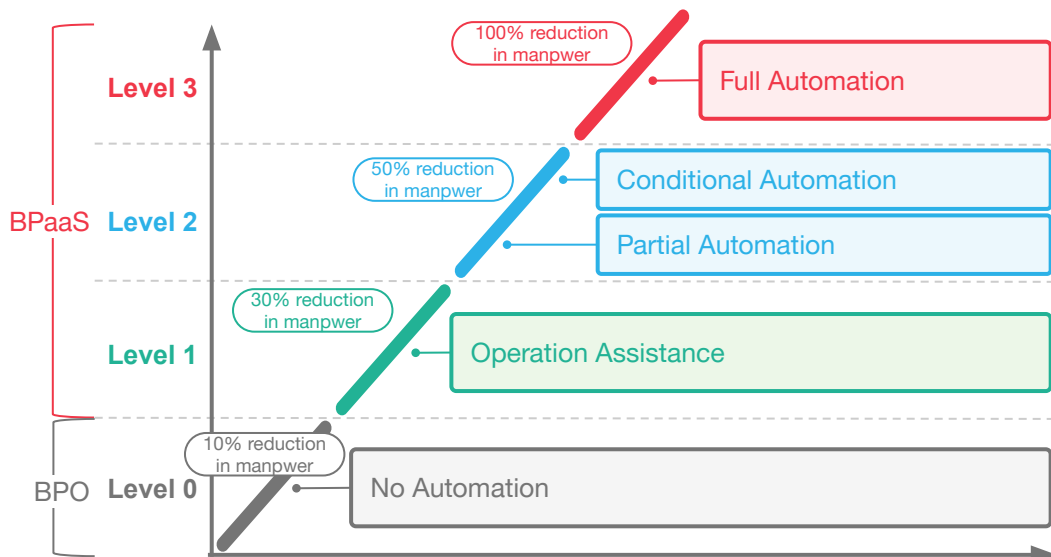 100% reduction
in manpwer
Level 3
Full Automation
50% reduction
in manpwer
Conditional Automation
BPaaS
Level 2
Partial Automation
30% reduction
in manpwer
Level 1
Operation Assistance
10% reduction
in manpwer
BPO
Level 0
No Automation